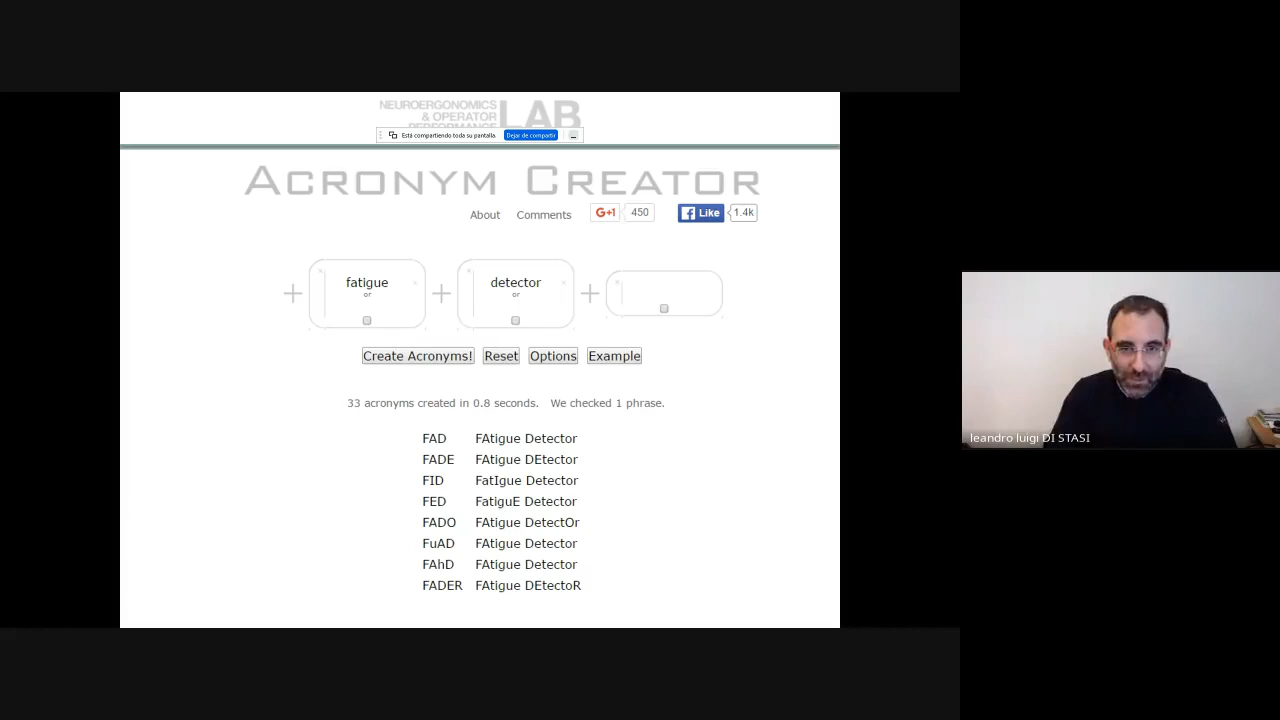 NEUROERGONOMICS
& OPERATOR
PERFORMANCE
LAB
Está compartiendo toda su pantalla. Dejar de compartir
ACRONYM CREATOR
About Comments G+1 450 Like 1.4k
fatigue detector
or or
Create Acronyms! Reset Options Example
33 acronyms created in 0.8 seconds. We checked 1 phrase.
FAD FAtigue Detector
FADE FAtigue DEtector
FID FatIgue Detector
FED FatiguE Detector
FADO FAtigue DetectOr
FuAD FAtigue Detector
FAhD FAtigue Detector
FADER FAtigue DEtectoR
leandro luigi DI STASI